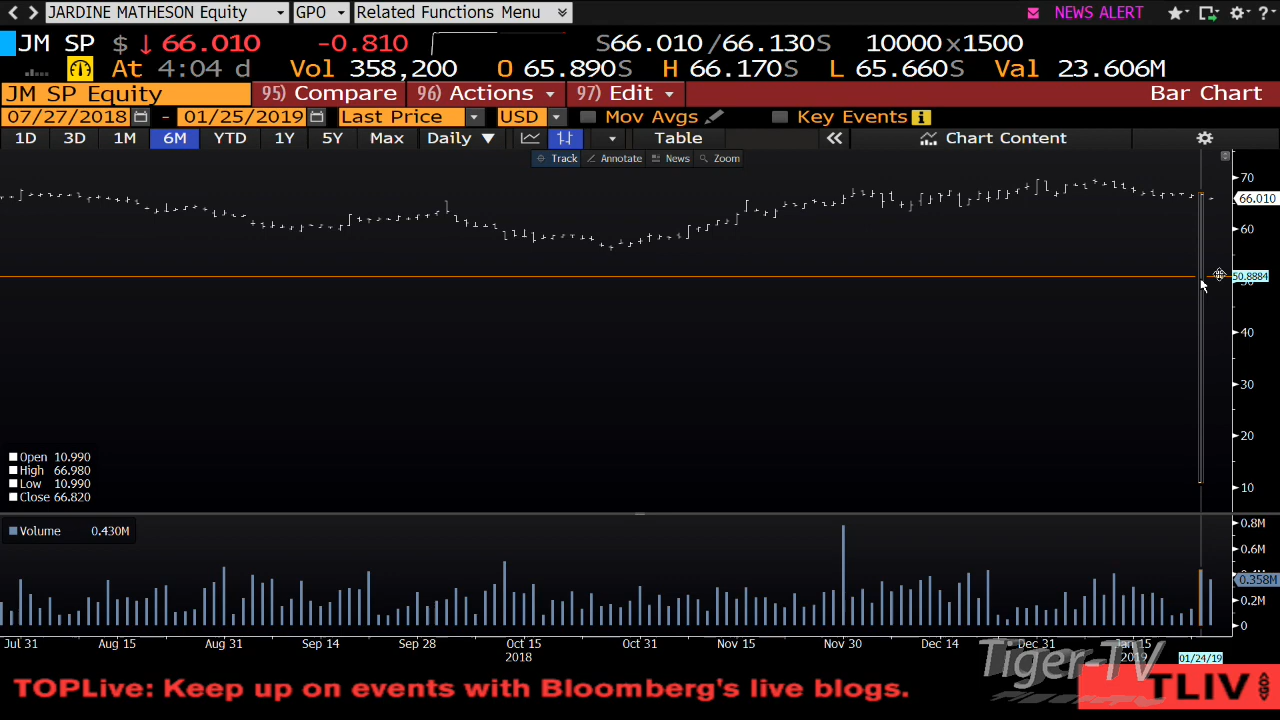 JARDINE MATHESON Equity GPO Related Functions Menu NEWS ALERT ?
JM SP $ ↓ 66.010 -0.810 S66.010/66.130S 10000x1500
At 4:04 d Vol 358,200 O 65.890S H 66.170S L 65.660S Val 23.606M
JM SP Equity 95) Compare 96) Actions 97) Edit Bar Chart
07/27/2018 - 01/25/2019 Last Price USD Mov Avgs Key Events i
1D 3D 1M 6M YTD 1Y 5Y Max Daily ▼ Table « Chart Content
Track Annotate News Zoom
70
66.010
60
50.8884
50
40
30
20
10
Open 10.990
High 66.980
Low 10.990
Close 66.820
Volume 0.430M
0.8M
0.6M
0.4M
0.358M
0.2M
0
Jul 31 Aug 15 Aug 31 Sep 14 Sep 28 Oct 15 Oct 31 Nov 15 Nov 30 Dec 14 Dec 31 Jan 15
2018 2019 01/24/19
Tiger-TV
TOPLive: Keep up on events with Bloomberg's live blogs. TLIV